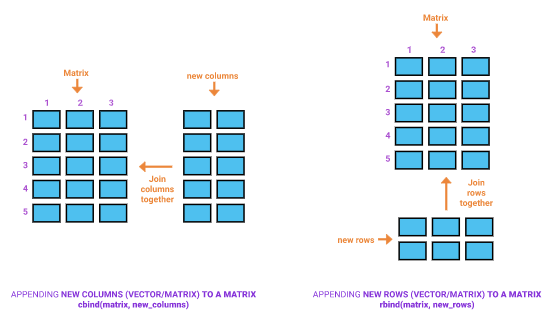 Matrix
new columns
1 2 3
1
2
3
4
5
Join
columns
together
APPENDING NEW COLUMNS (VECTOR/MATRIX) TO A MATRIX
cbind(matrix, new_columns)
Matrix
1 2 3
1
2
3
4
5
Join
rows
together
new rows
APPENDING NEW ROWS (VECTOR/MATRIX) TO A MATRIX
rbind(matrix, new_rows)